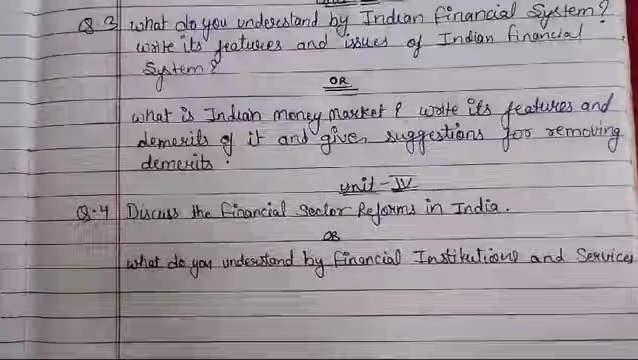 Q.3 What do you understand by Indian Financial System?
write its features and issues of Indian financial
System?
OR
What is Indian money Market? write its features and
demerits of it and given suggestions for removing
demerits.
Unit-IV
Q.4 Discuss the Financial Sector Reforms in India.
OR
What do you understand by Financial Institutions and Services